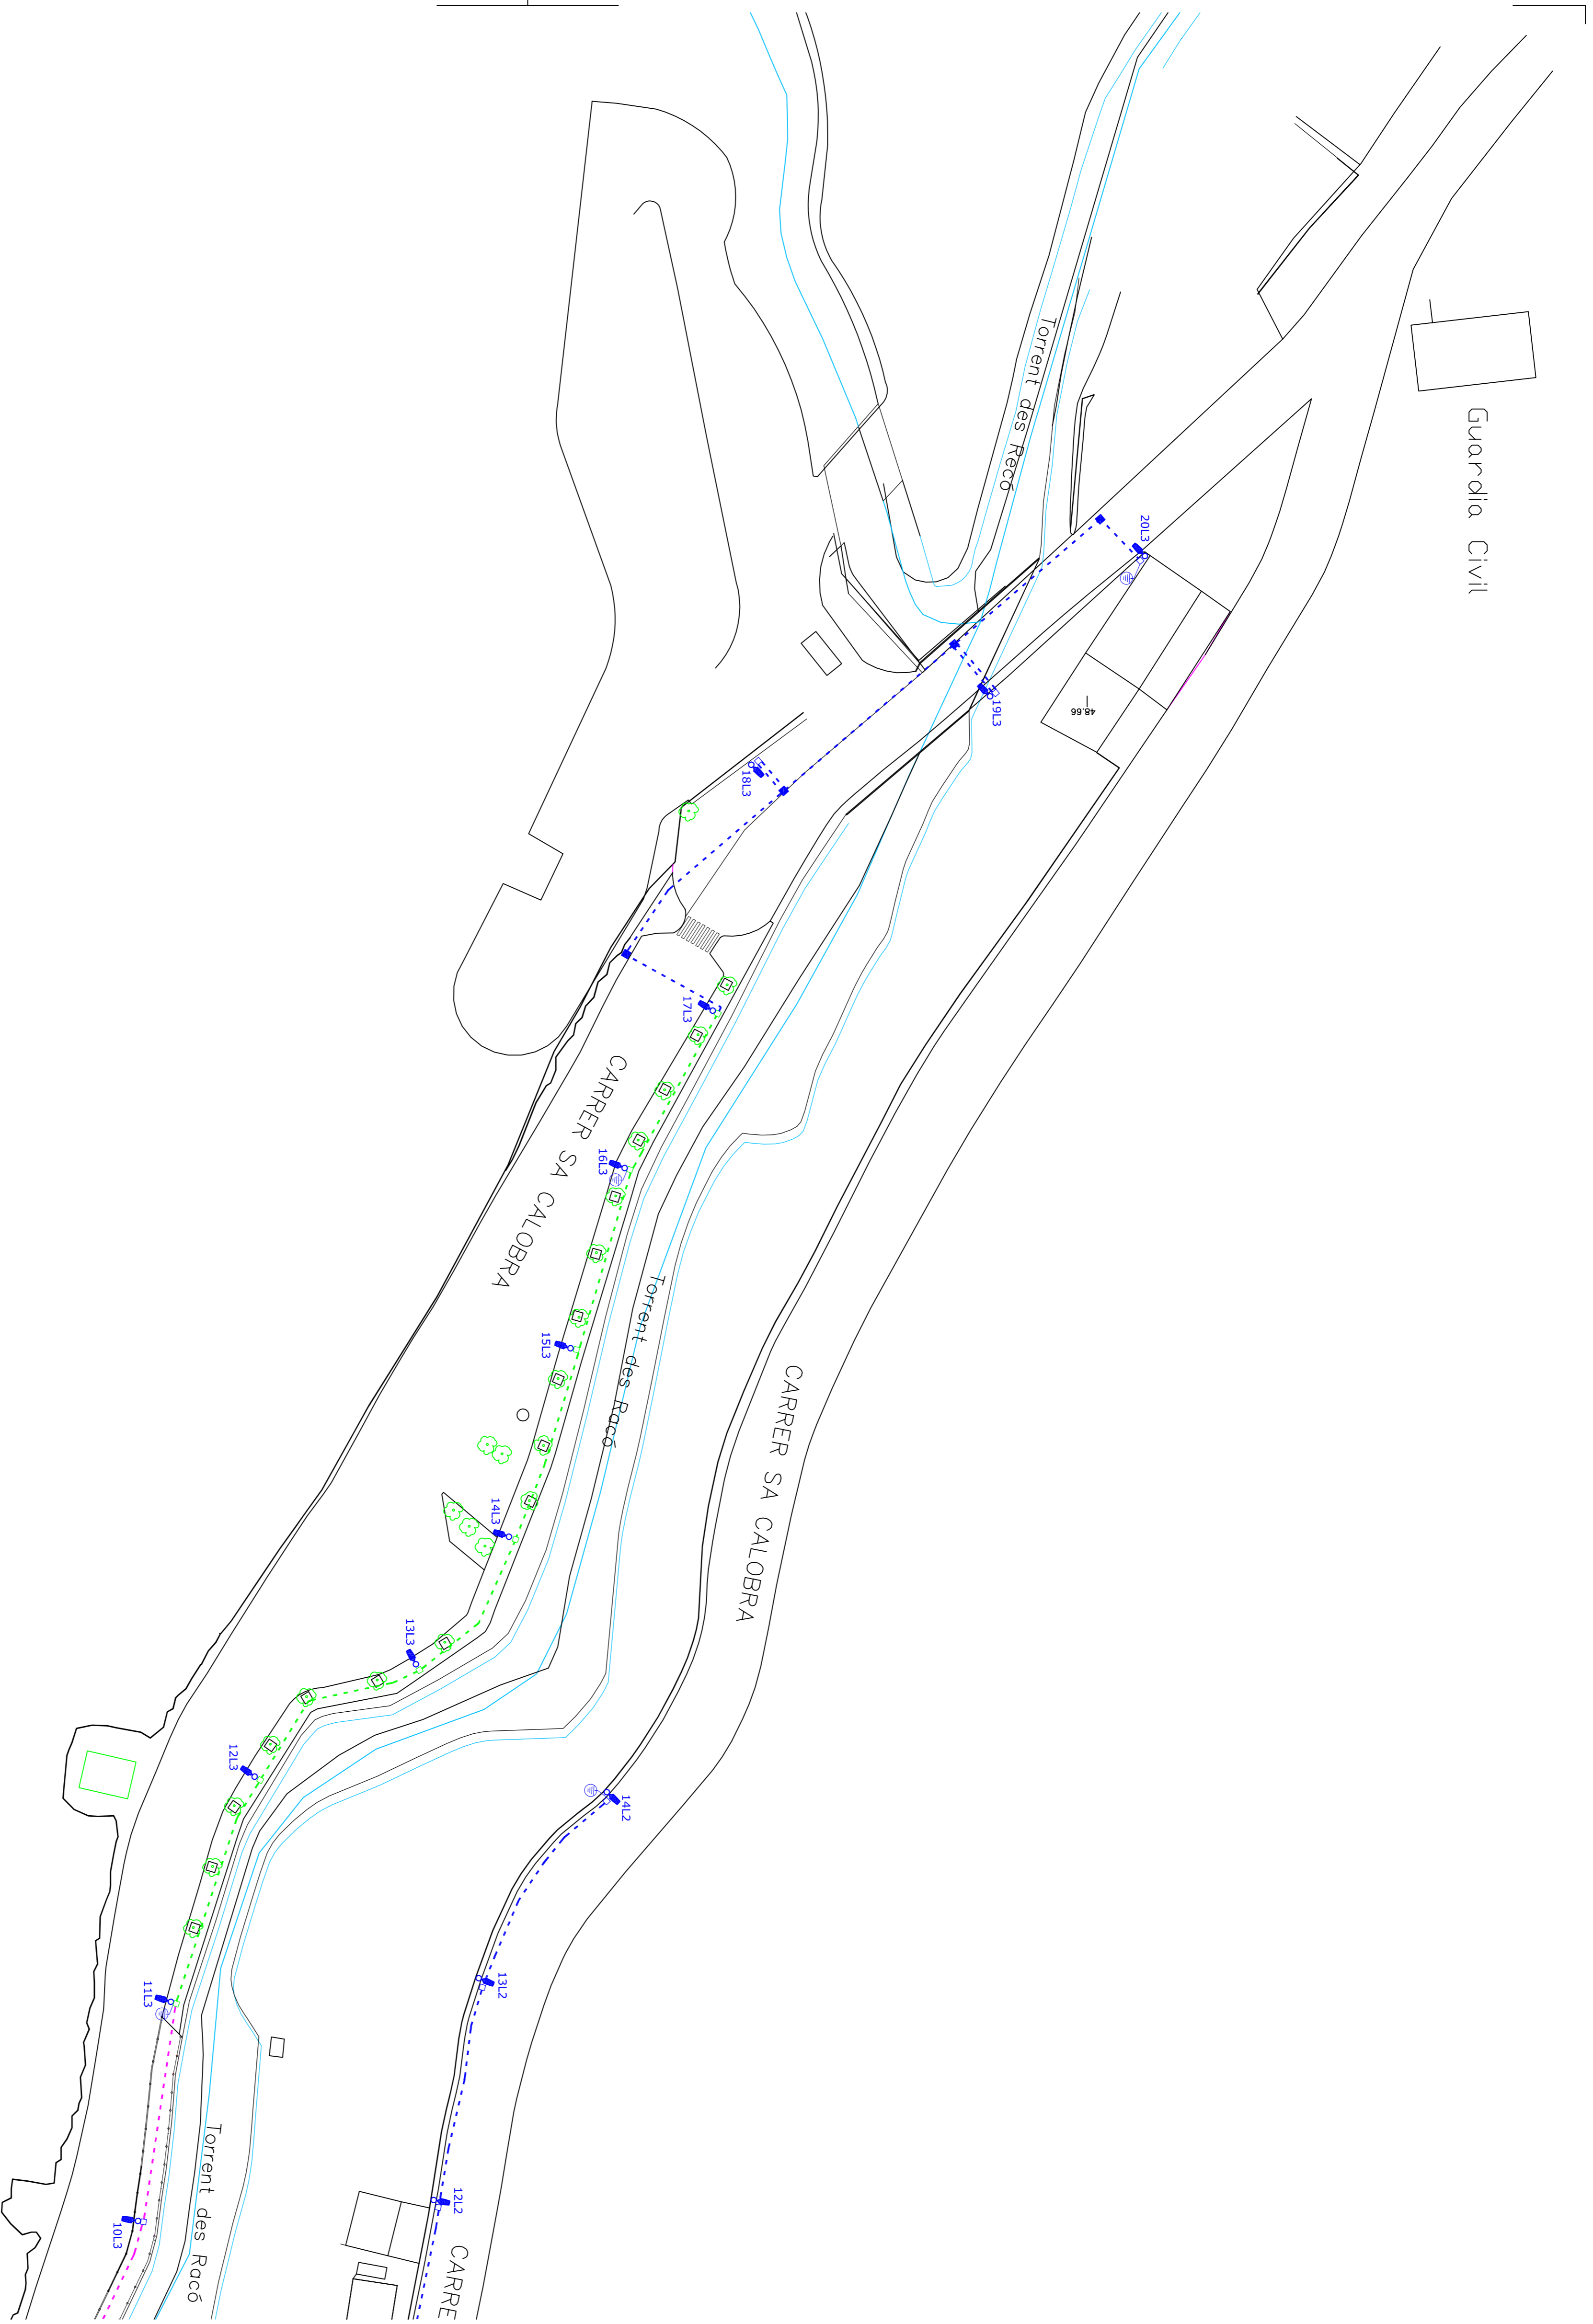 Guardia Civil
Torrent des Recó
20L3
19L3
48.66
18L3
17L3
CARRER SA CALOBRA
16L3
Torrent des Racó
15L3
CARRER SA CALOBRA
14L3
13L3
12L3
14L2
13L2
11L3
12L2
Torrent des Racó
10L3
CARRE